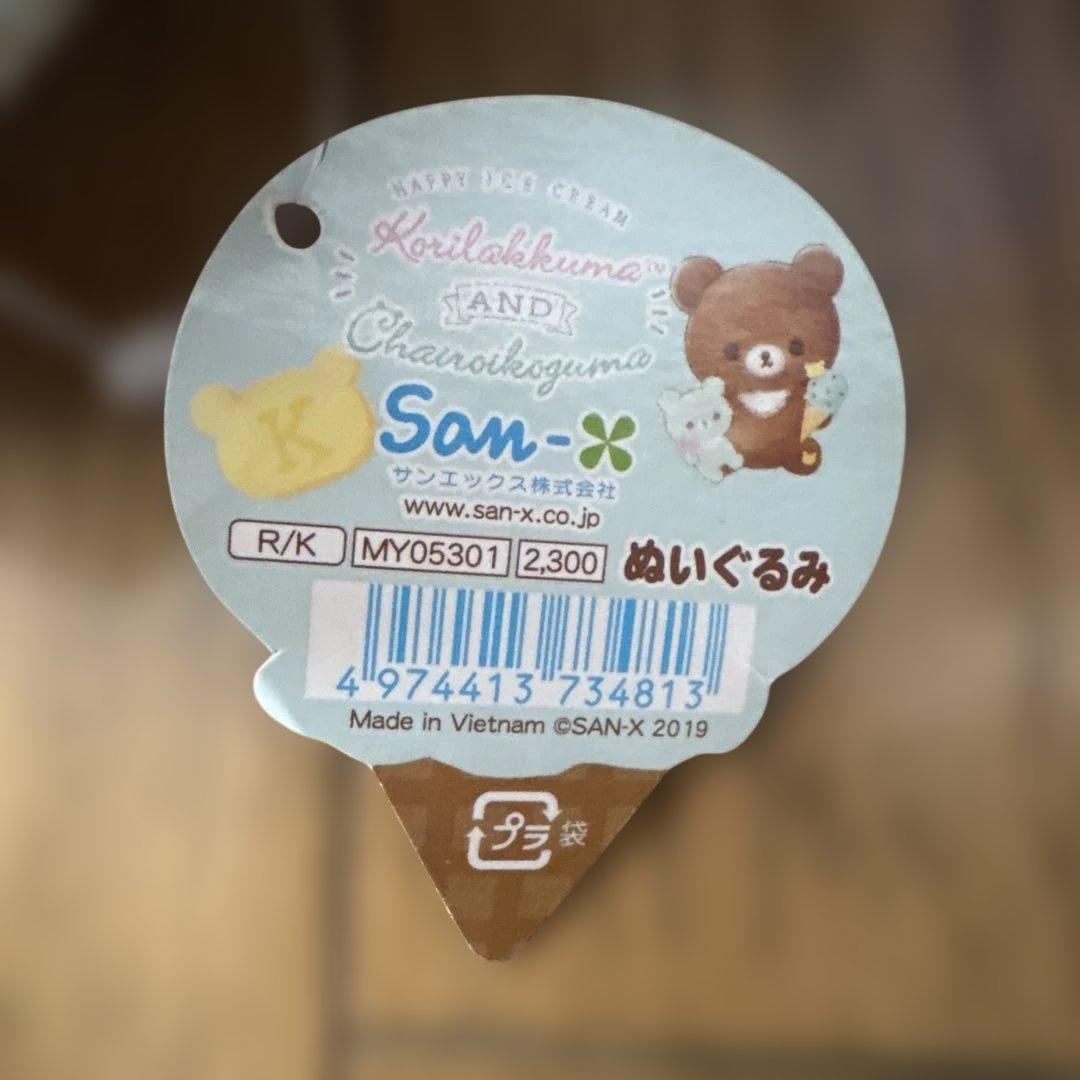 HAPPY ICE CREAM
Korilakkuma™
AND
Chairoikoguma
K
San-X
サンエックス株式会社
www.san-x.co.jp
R/K MY05301 2,300 ぬいぐるみ
4 974413 734813
Made in Vietnam ©SAN-X 2019
プラ 袋